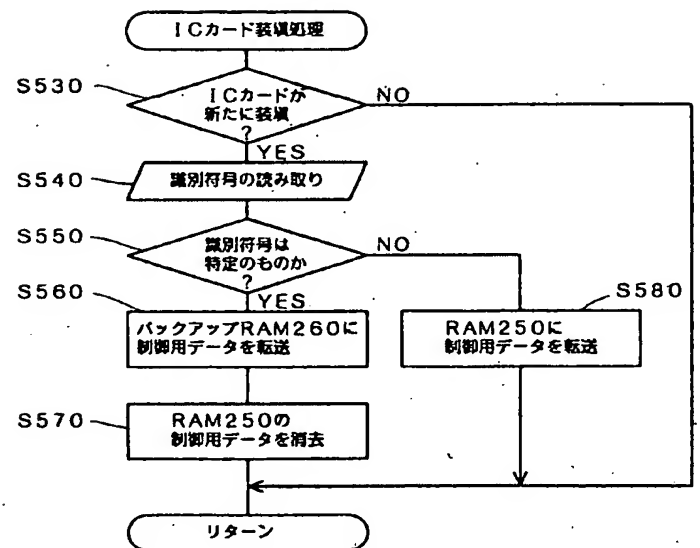 ＩＣカード装填処理
S530
ＩＣカードが
新たに装填
?
NO
YES
S540
識別符号の読み取り
S550
識別符号は
特定のものか
?
NO
YES
S560
バックアップRAM260に
制御用データを転送
S580
RAM250に
制御用データを転送
S570
RAM250の
制御用データを消去
リターン